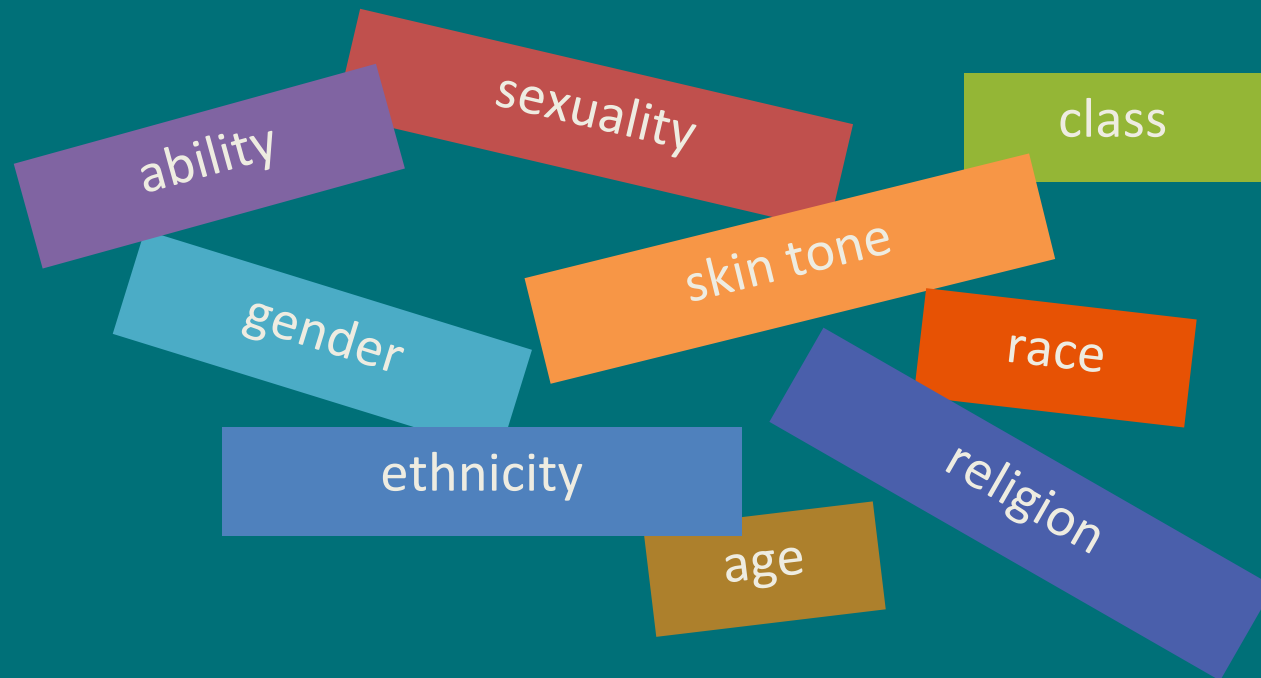 sexuality
class
ability
skin tone
gender
race
ethnicity
religion
age